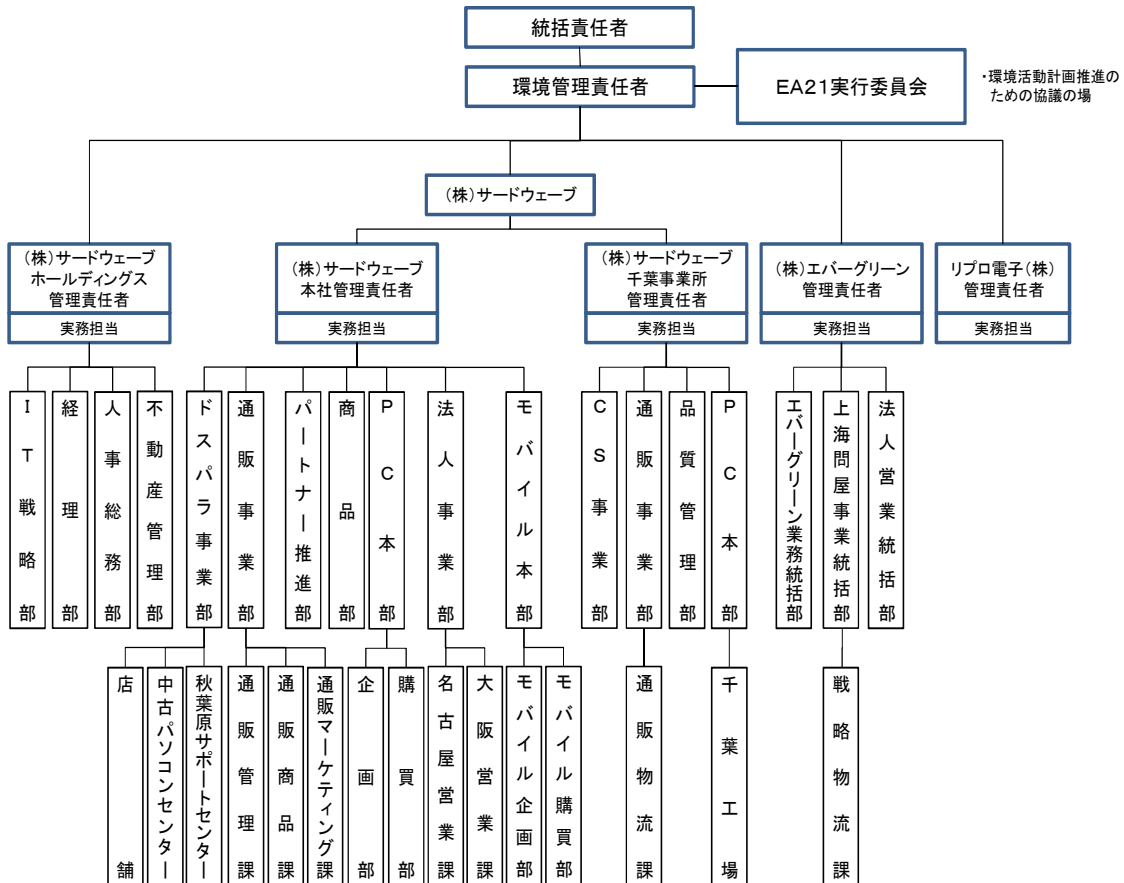 統括責任者
環境管理責任者
EA21実行委員会
・環境活動計画推進の
ための協議の場
(株)サードウェーブ
(株)サードウェーブ
ホールディングス
管理責任者
実務担当
(株)サードウェーブ
本社管理責任者
実務担当
(株)サードウェーブ
千葉事業所
管理責任者
実務担当
(株)エバーグリーン
管理責任者
実務担当
リプロ電子(株)
管理責任者
実務担当
IT戦略部
経理部
人事総務部
不動産管理部
ドスパラ事業部
通販事業部
パートナー推進部
商品部
PC本部
法人事業部
モバイル本部
CS事業部
通販事業部
品質管理部
PC本部
エバーグリーン業務統括部
上海問屋事業統括部
法人営業統括部
店舗
中古パソコンセンター
秋葉原サポートセンター
通販管理課
通販商品課
通販マーケティング課
企画部
購買部
名古屋営業課
大阪営業課
モバイル企画部
モバイル購買部
通販物流課
千葉工場
戦略物流課